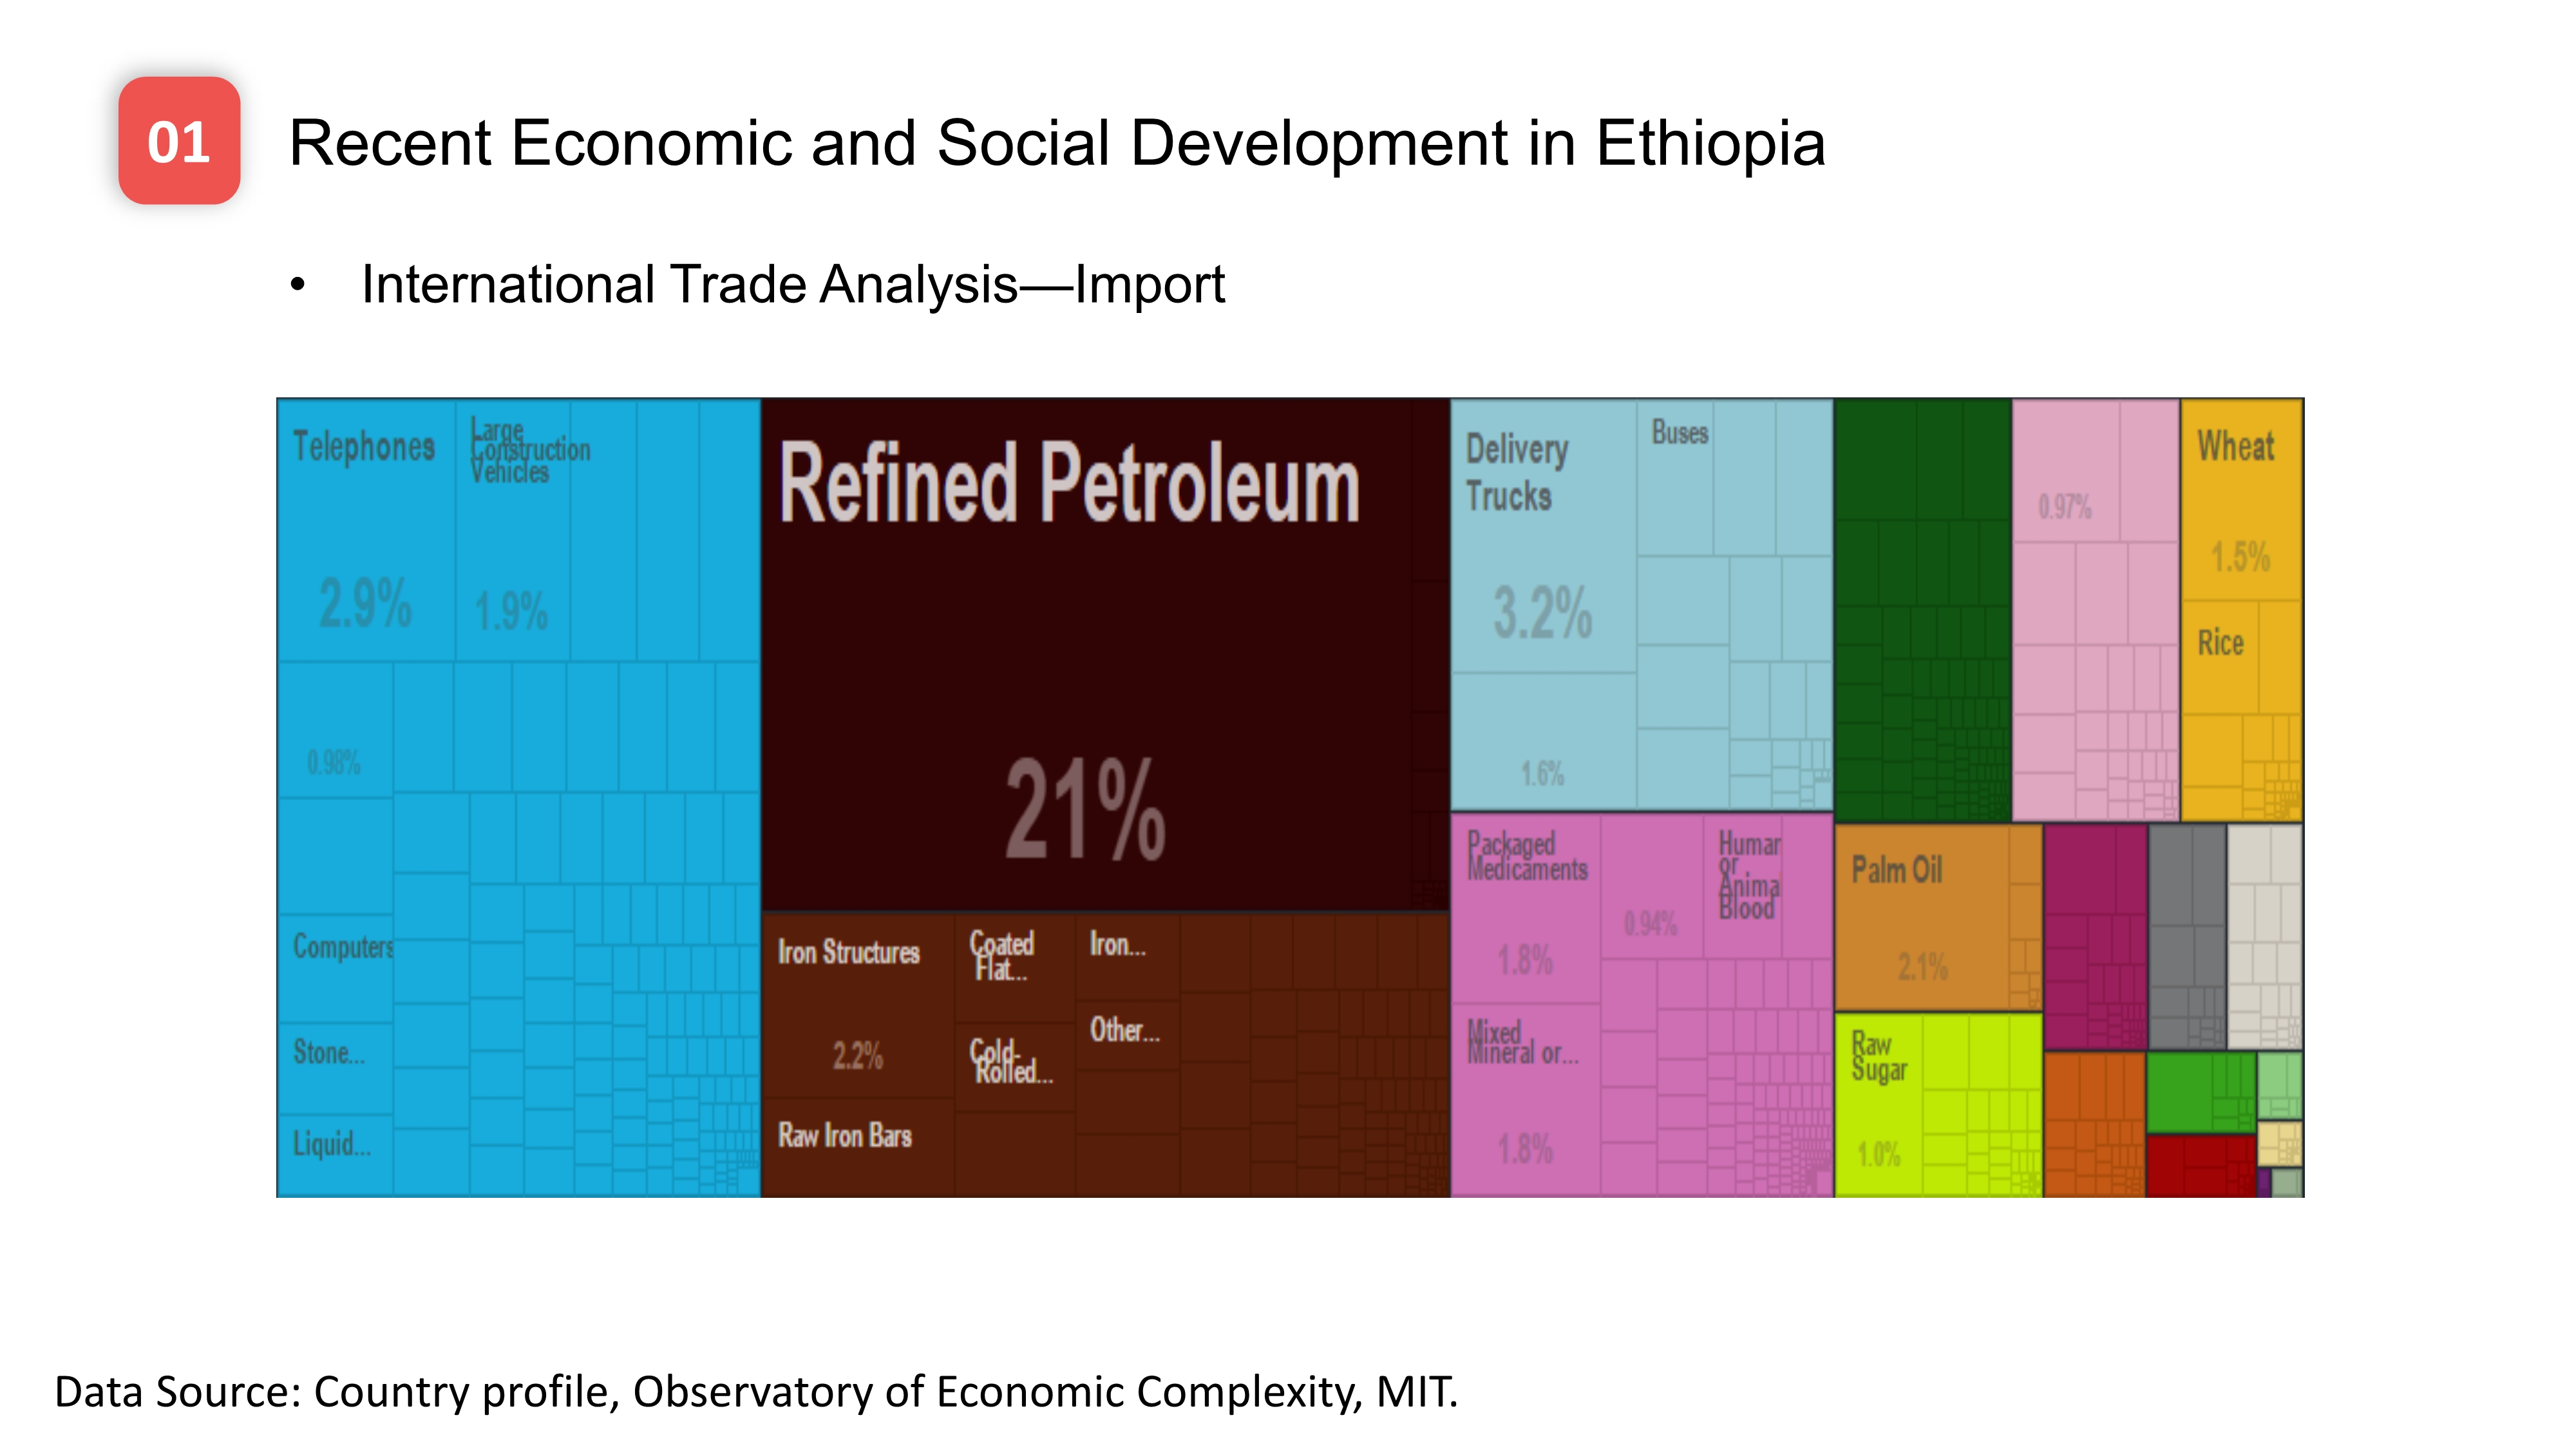 01
Recent Economic and Social Development in Ethiopia
• International Trade Analysis—Import
Telephones
2.9%
Large
Construction
Vehicles
1.9%
0.98%
Computers
Stone...
Liquid...
Refined Petroleum
21%
Iron Structures
2.2%
Raw Iron Bars
Coated
Flat...
Cold-
Rolled...
Iron...
Other...
Delivery
Trucks
3.2%
1.6%
Buses
Packaged
Medicaments
1.8%
0.94%
Human
or
Anima
Blood
Mixed
Mineral or...
1.8%
0.97%
Wheat
1.5%
Rice
Palm Oil
2.1%
Raw
Sugar
1.0%
Data Source: Country profile, Observatory of Economic Complexity, MIT.